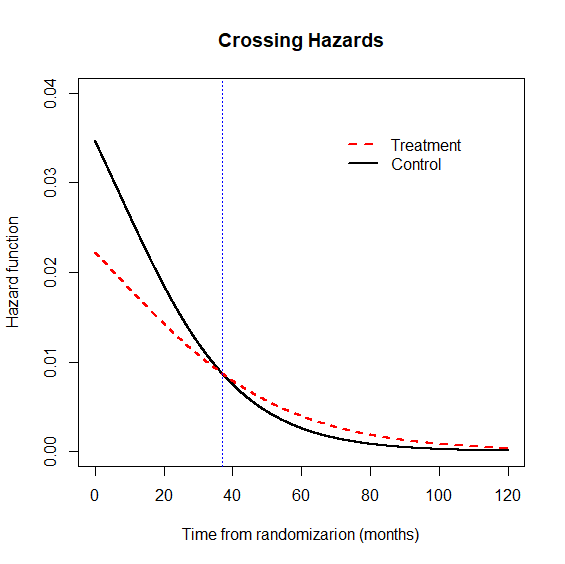 Crossing Hazards
Hazard function
0.04
0.03
0.02
0.01
0.00
Treatment
Control
0 20 40 60 80 100 120
Time from randomizarion (months)